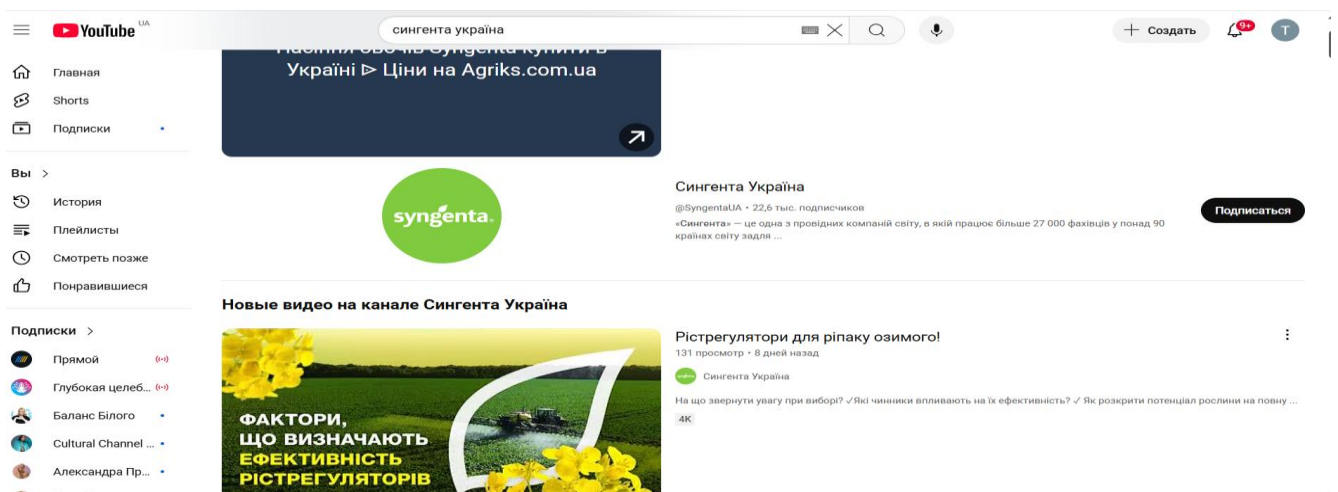 YouTube UA
сингента україна
Создать
9+
T
Главная
Shorts
Подписки
Вы
История
Плейлисты
Смотреть позже
Понравившиеся
Подписки
Прямой
Глубокая целеб...
Баланс Білого
Cultural Channel ...
Александра Пр...
Насіння овочів Syngenta купити в
Україні ▷ Ціни на Agriks.com.ua
syngenta.
Сингента Україна
@SyngentaUA • 22,6 тыс. подписчиков
«Сингента» — це одна з провідних компаній світу, в якій працює більше 27 000 фахівців у понад 90
країнах світу задля ...
Подписаться
Новые видео на канале Сингента Україна
ФАКТОРИ,
ЩО ВИЗНАЧАЮТЬ
ЕФЕКТИВНІСТЬ
РІСТРЕГУЛЯТОРІВ
Рістрегулятори для ріпаку озимого!
131 просмотр • 8 дней назад
Сингента Україна
На що звернути увагу при виборі? ✓Які чинники впливають на їх ефективність? ✓ Як розкрити потенціал рослини на повну ...
4K